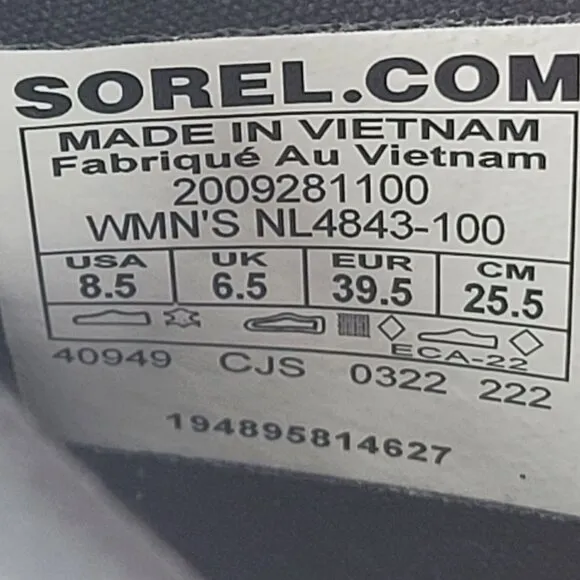 SOREL.COM
MADE IN VIETNAM
Fabriqué Au Vietnam
2009281100
WMN'S NL4843-100
USA UK EUR CM
8.5 6.5 39.5 25.5
ECA-22
40949 CJS 0322 222
194895814627